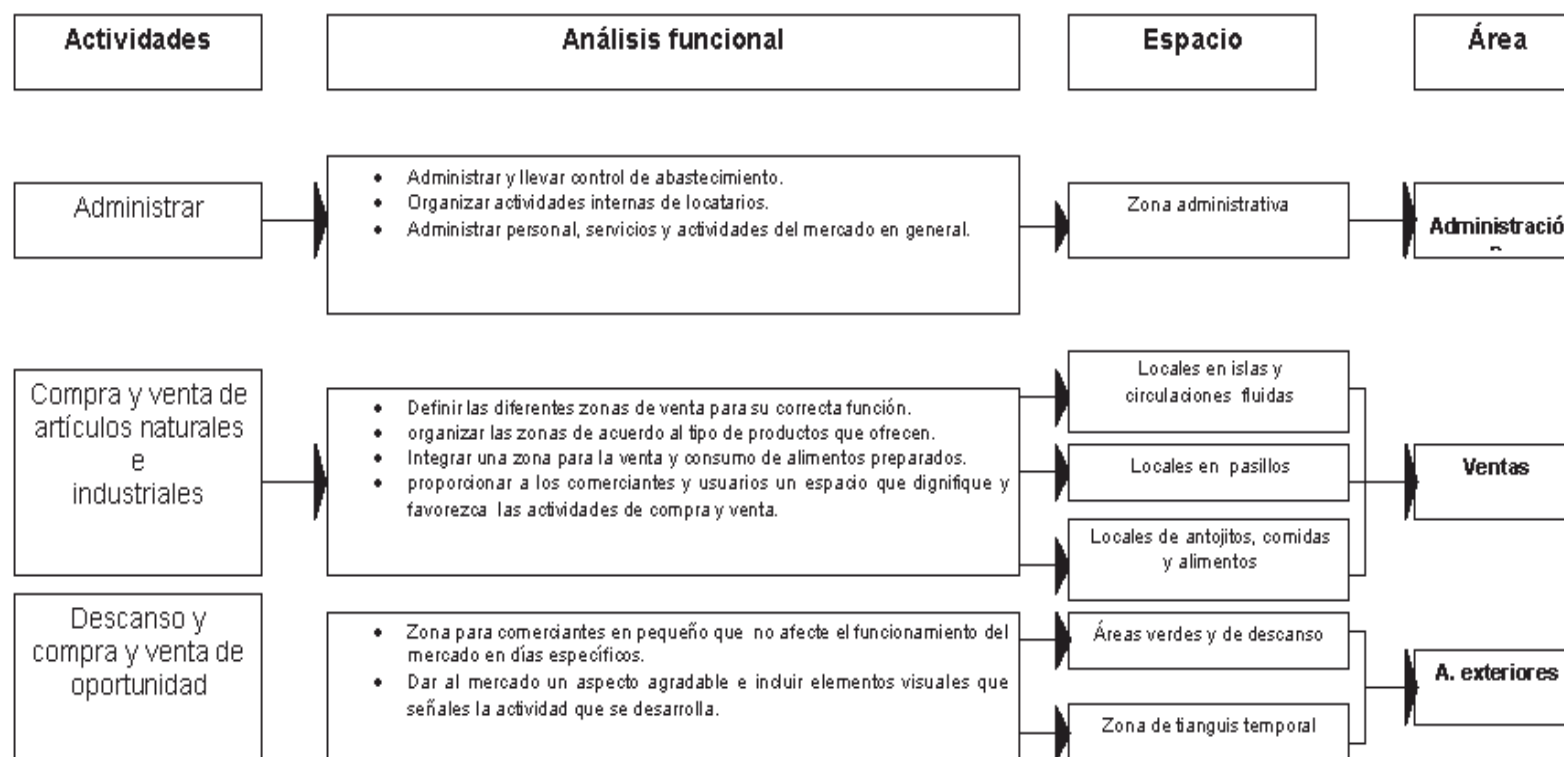 Actividades
Análisis funcional
Espacio
Área
Administrar
• Administrar y llevar control de abastecimiento.
• Organizar actividades internas de locatarios.
• Administrar personal, servicios y actividades del mercado en general.
Zona administrativa
Administració
Compra y venta de
artículos naturales
e
industriales
• Definir las diferentes zonas de venta para su correcta función.
• organizar las zonas de acuerdo al tipo de productos que ofrecen.
• Integrar una zona para la venta y consumo de alimentos preparados.
• proporcionar a los comerciantes y usuarios un espacio que dignifique y
favorezca las actividades de compra y venta.
Locales en islas y
circulaciones fluidas
Locales en pasillos
Locales de antojitos, comidas
y alimentos
Ventas
Descanso y
compra y venta de
oportunidad
• Zona para comerciantes en pequeño que no afecte el funcionamiento del
mercado en días específicos.
• Dar al mercado un aspecto agradable e incluir elementos visuales que
señales la actividad que se desarrolla.
Áreas verdes y de descanso
Zona de tianguis temporal
A. exteriores